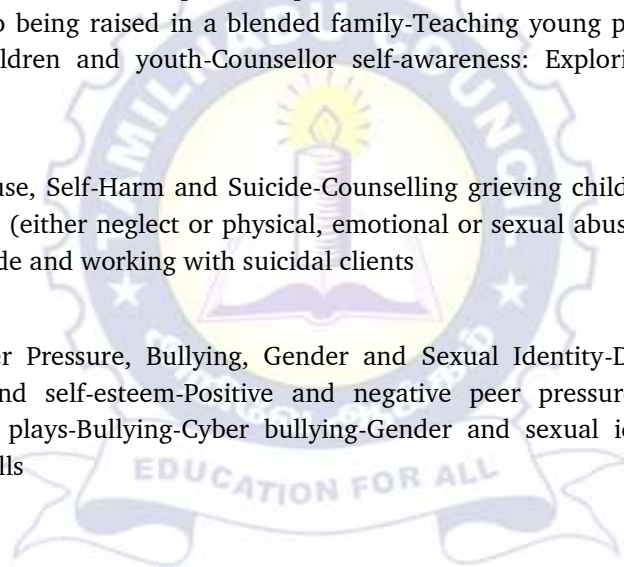 o being raised in a blended family-Teaching young p
ldren and youth-Counsellor self-awareness: Explori
use, Self-Harm and Suicide-Counselling grieving child
(either neglect or physical, emotional or sexual abus
de and working with suicidal clients
er Pressure, Bullying, Gender and Sexual Identity-D
nd self-esteem-Positive and negative peer pressur
plays-Bullying-Cyber bullying-Gender and sexual i
lls
TAMILNADU COUNCIL
EDUCATION FOR ALL